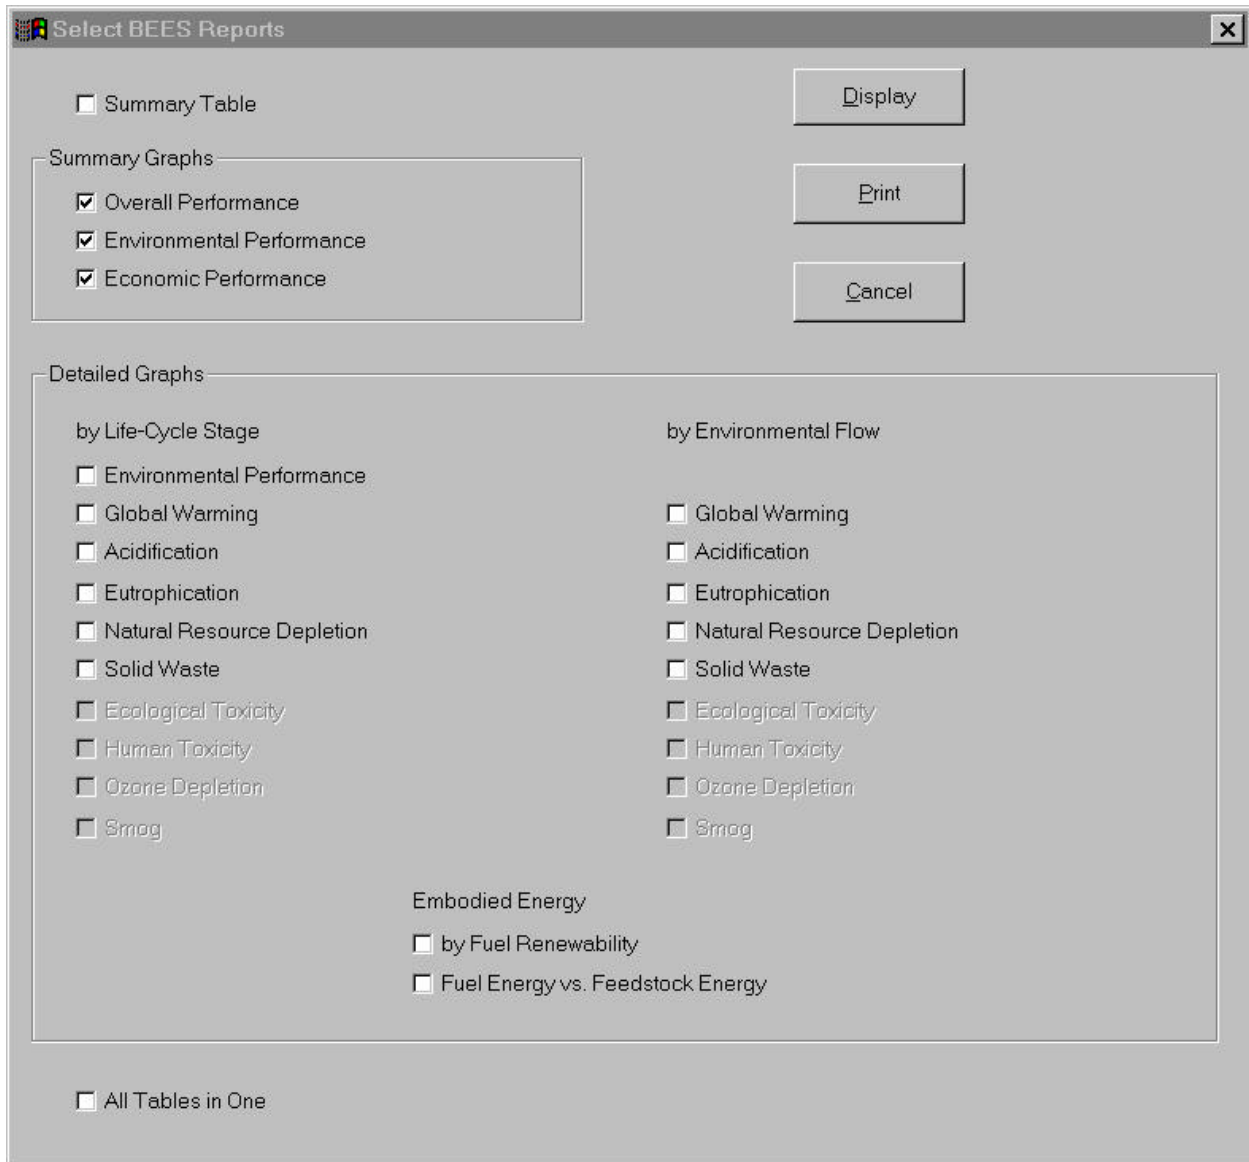 Select BEES Reports
Summary Table
Display
Summary Graphs
Overall Performance
Print
Environmental Performance
Economic Performance
Cancel
Detailed Graphs
by Life-Cycle Stage
by Environmental Flow
Environmental Performance
Global Warming
Global Warming
Acidification
Acidification
Eutrophication
Eutrophication
Natural Resource Depletion
Natural Resource Depletion
Solid Waste
Solid Waste
Ecological Toxicity
Ecological Toxicity
Human Toxicity
Human Toxicity
Ozone Depletion
Ozone Depletion
Smog
Smog
Embodied Energy
by Fuel Renewability
Fuel Energy vs. Feedstock Energy
All Tables in One